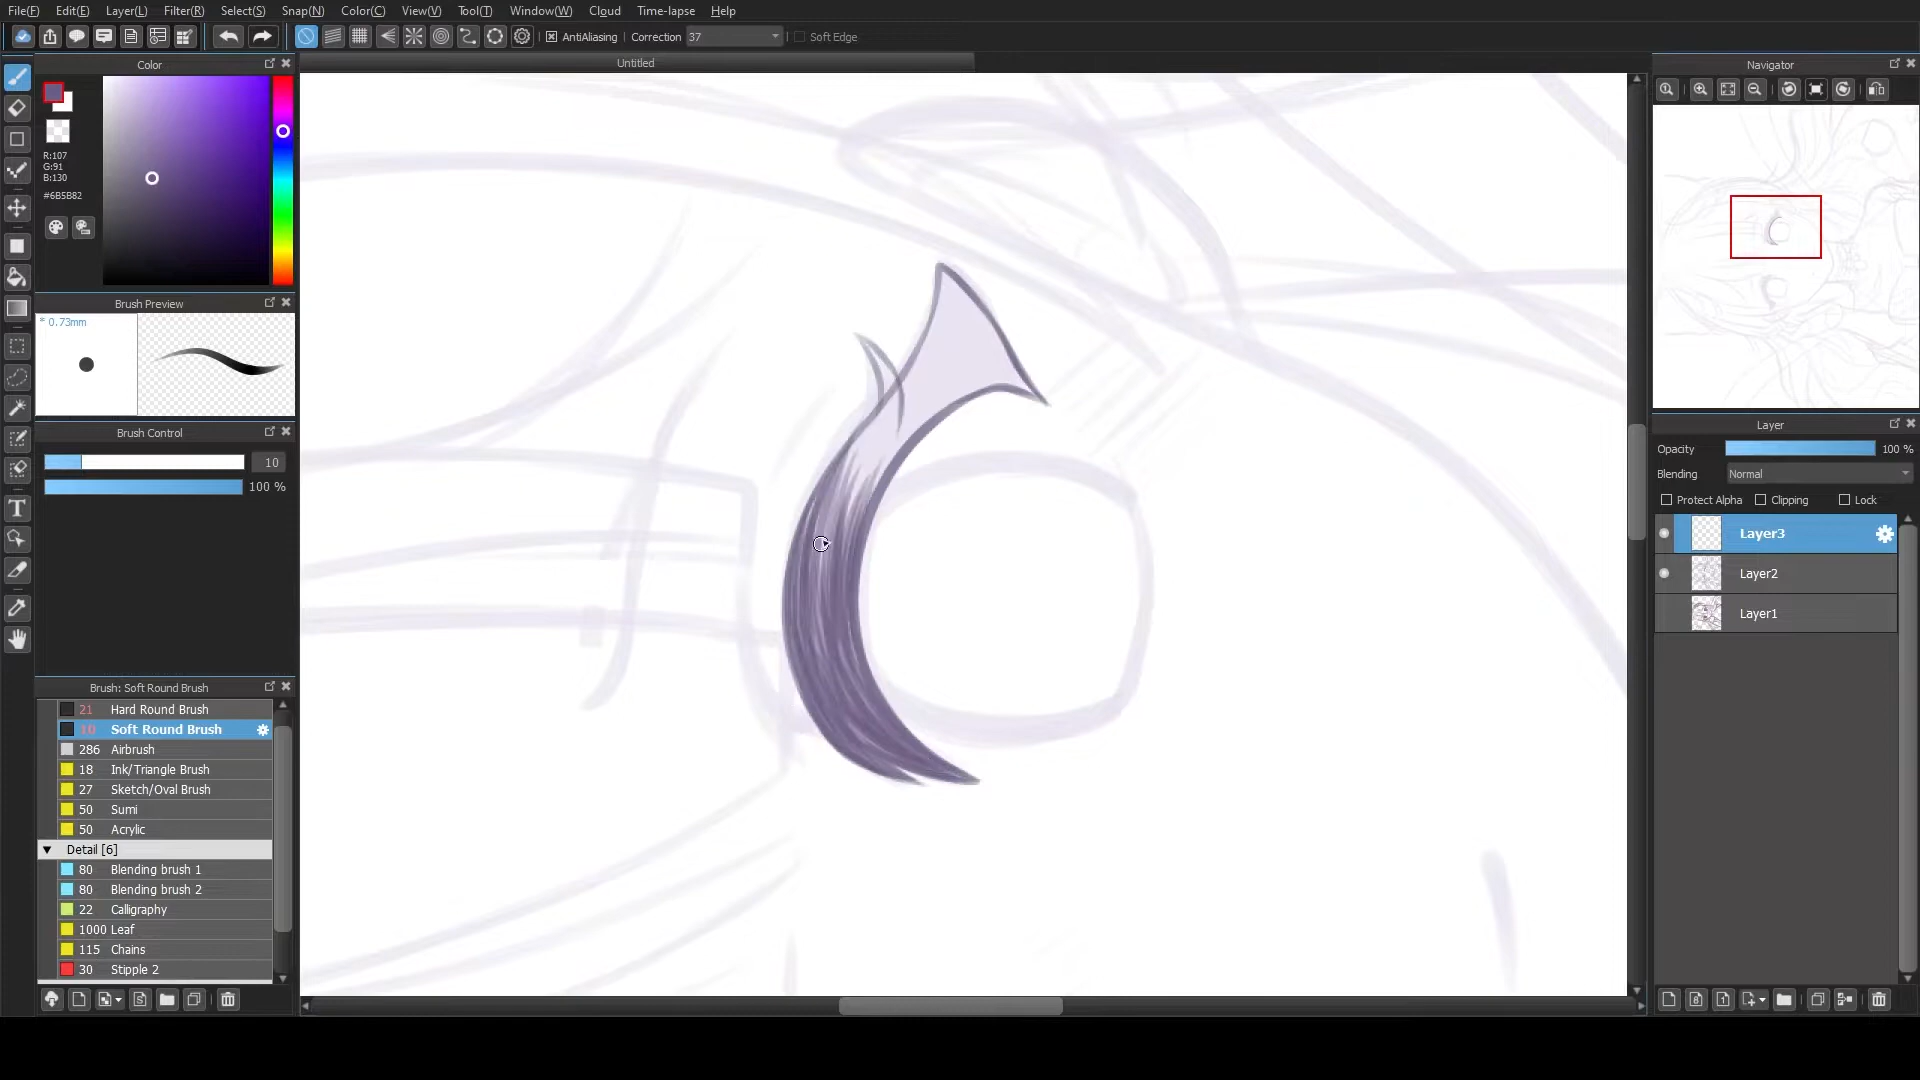 File(F) Edit(E) Layer(L) Filter(R) Select(S) Snap(N) Color(C) View(V) Tool(T) Window(W) Cloud Time-lapse Help
AntiAliasing Correction 37 Soft Edge
Color
Untitled
Navigator
R:107
G:91
B:130
#6B5B82
Brush Preview
* 0.73mm
Brush Control
10
100 %
Layer
Opacity 100 %
Blending Normal
Protect Alpha Clipping Lock
Layer3
Layer2
Layer1
Brush: Soft Round Brush
21 Hard Round Brush
10 Soft Round Brush
286 Airbrush
18 Ink/Triangle Brush
27 Sketch/Oval Brush
50 Sumi
50 Acrylic
Detail [6]
80 Blending brush 1
80 Blending brush 2
22 Calligraphy
1000 Leaf
115 Chains
30 Stipple 2